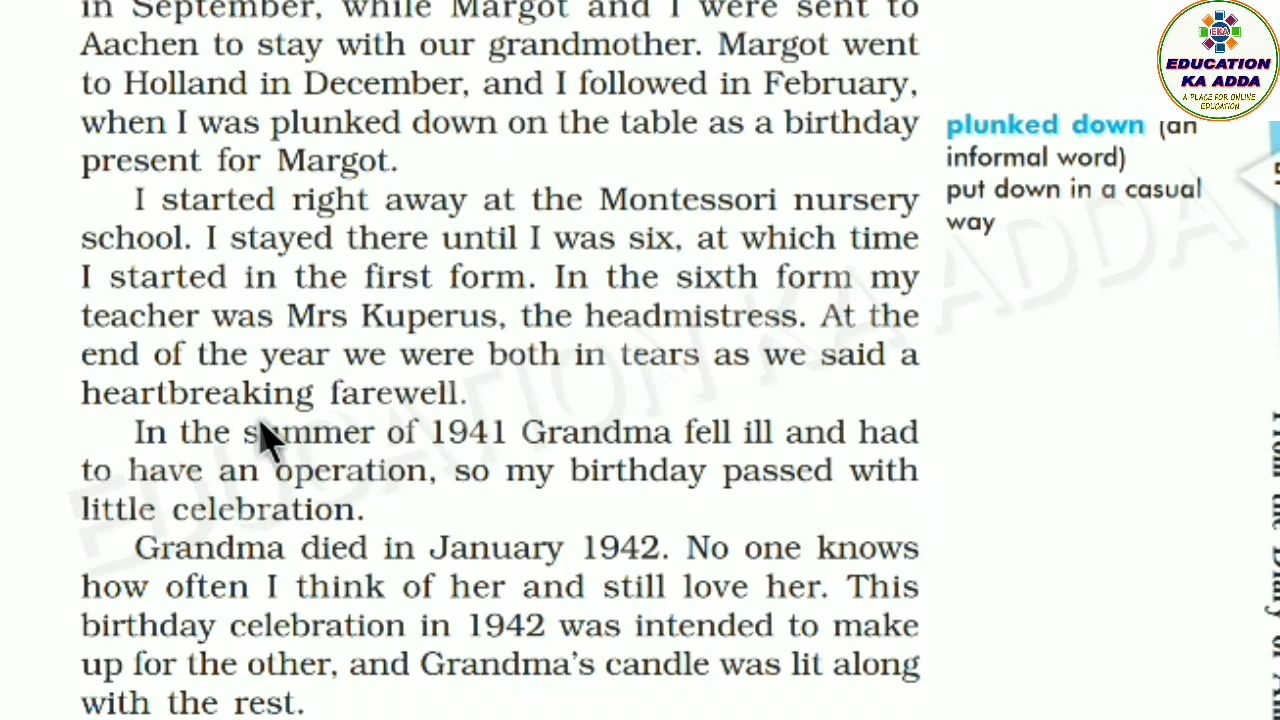 in September, while Margot and I were sent to
Aachen to stay with our grandmother. Margot went
to Holland in December, and I followed in February,
when I was plunked down on the table as a birthday
present for Margot.
I started right away at the Montessori nursery
school. I stayed there until I was six, at which time
I started in the first form. In the sixth form my
teacher was Mrs Kuperus, the headmistress. At the
end of the year we were both in tears as we said a
heartbreaking farewell.
In the summer of 1941 Grandma fell ill and had
to have an operation, so my birthday passed with
little celebration.
Grandma died in January 1942. No one knows
how often I think of her and still love her. This
birthday celebration in 1942 was intended to make
up for the other, and Grandma's candle was lit along
with the rest.
plunked down (an
informal word)
put down in a casual
way
EKA
EDUCATION
KA ADDA
A PLACE FOR ONLINE
EDUCATION
EDUCATION KA ADDA